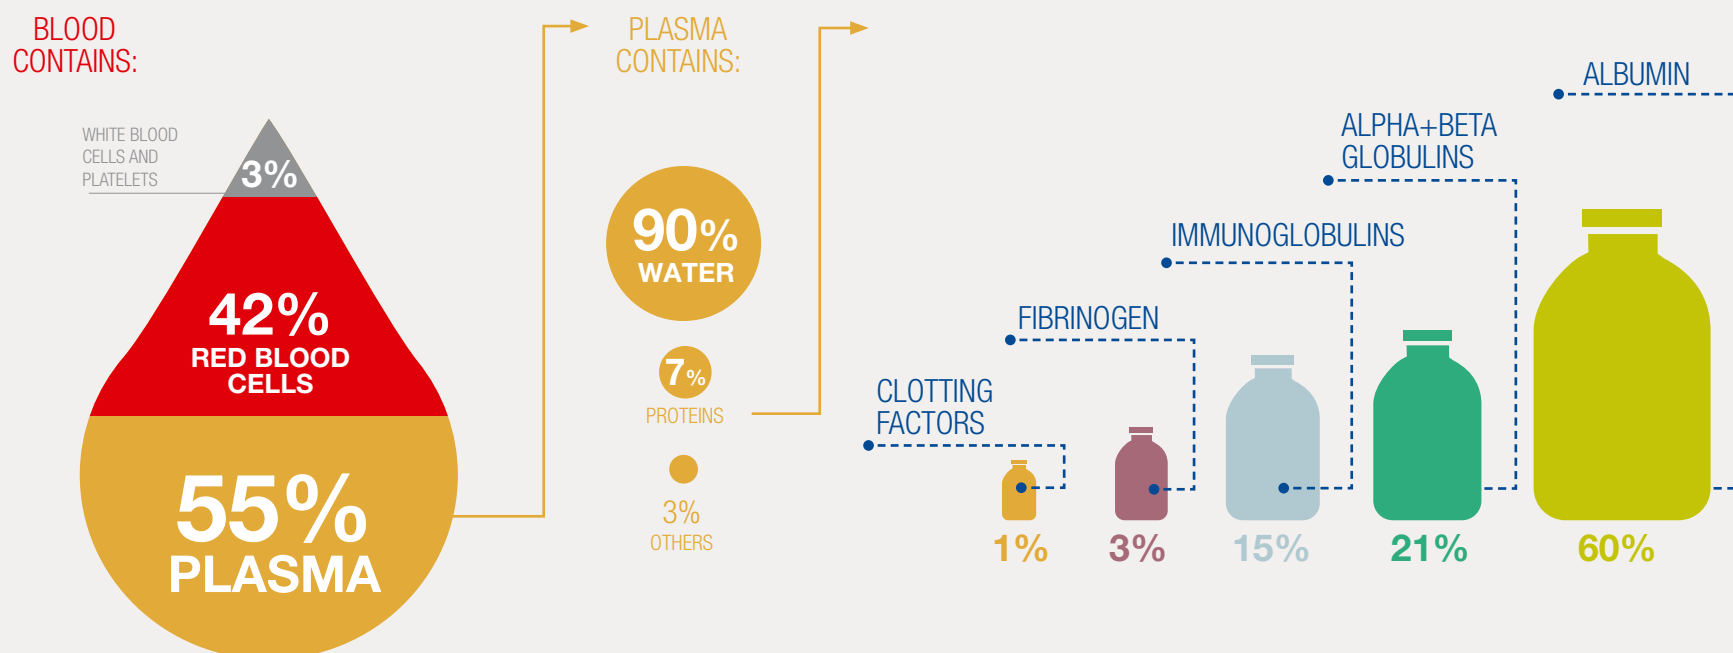 BLOOD
CONTAINS:
WHITE BLOOD
CELLS AND
PLATELETS
3%
42%
RED BLOOD
CELLS
55%
PLASMA
PLASMA
CONTAINS:
90%
WATER
7%
PROTEINS
3%
OTHERS
CLOTTING
FACTORS
1%
FIBRINOGEN
3%
IMMUNOGLOBULINS
15%
ALPHA+BETA
GLOBULINS
21%
ALBUMIN
60%